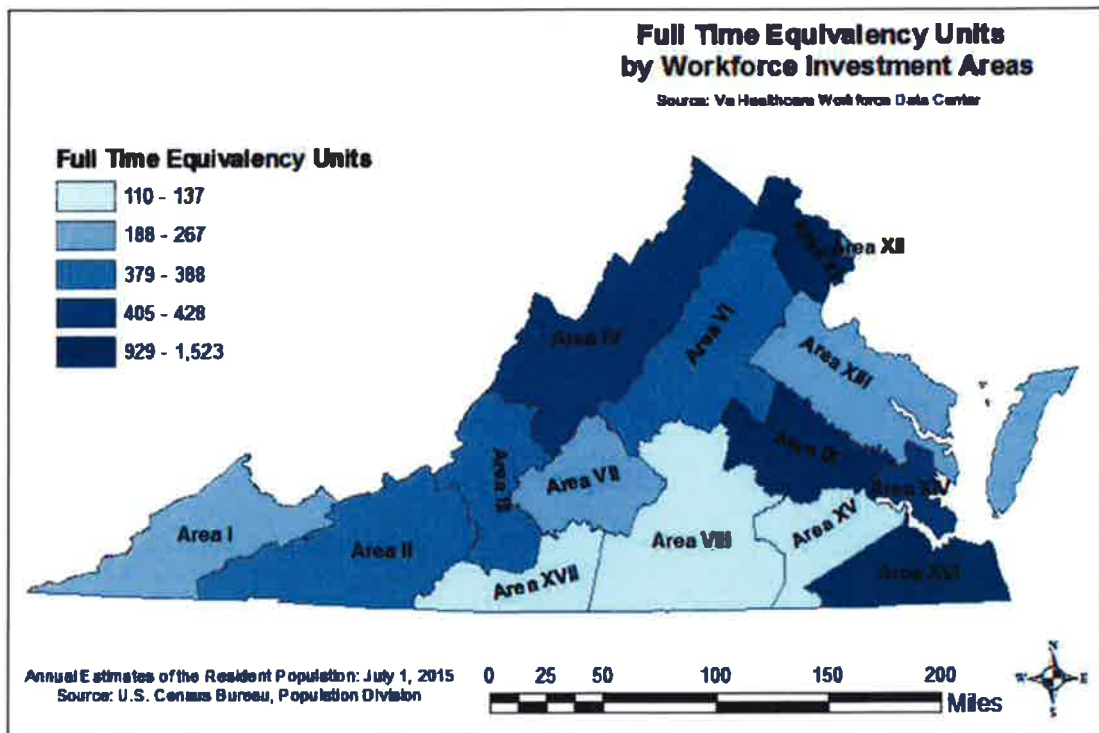 Full Time Equivalency Units
by Workforce Investment Areas
Source: Va Healthcare Work force Data Center
Full Time Equivalency Units
110 - 137
188 - 267
379 - 388
405 - 428
929 - 1,523
Area XII
Area IV
Area VI
Area XIII
Area IX
Area III
Area VII
Area XIV
Area I
Area II
Area VIII
Area XV
Area XVII
Area XVI
Annual Estimates of the Resident Population: July 1, 2015
Source: U.S. Census Bureau, Population Division
0 25 50 100 150 200
Miles
N
W E
S